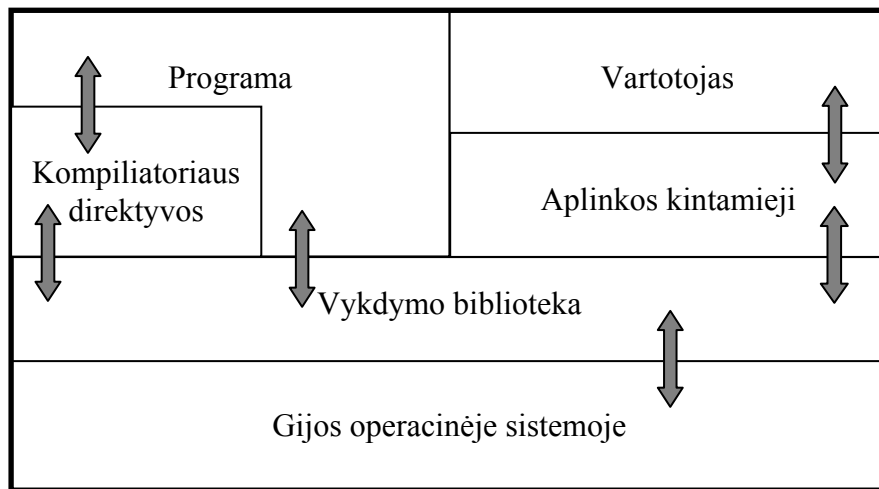 Programa
Vartotojas
Kompiliatoriaus
direktyvos
Aplinkos kintamieji
Vykdymo biblioteka
Gijos operacinėje sistemoje